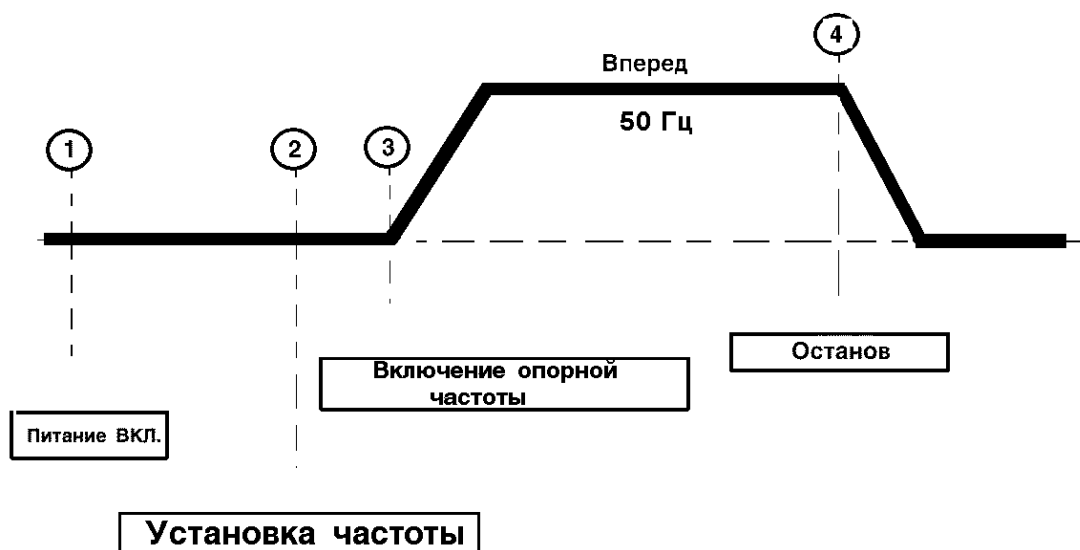 4
Вперед
50 Гц
1
2
3
Останов
Включение опорной
частоты
Питание ВКЛ.
Установка частоты